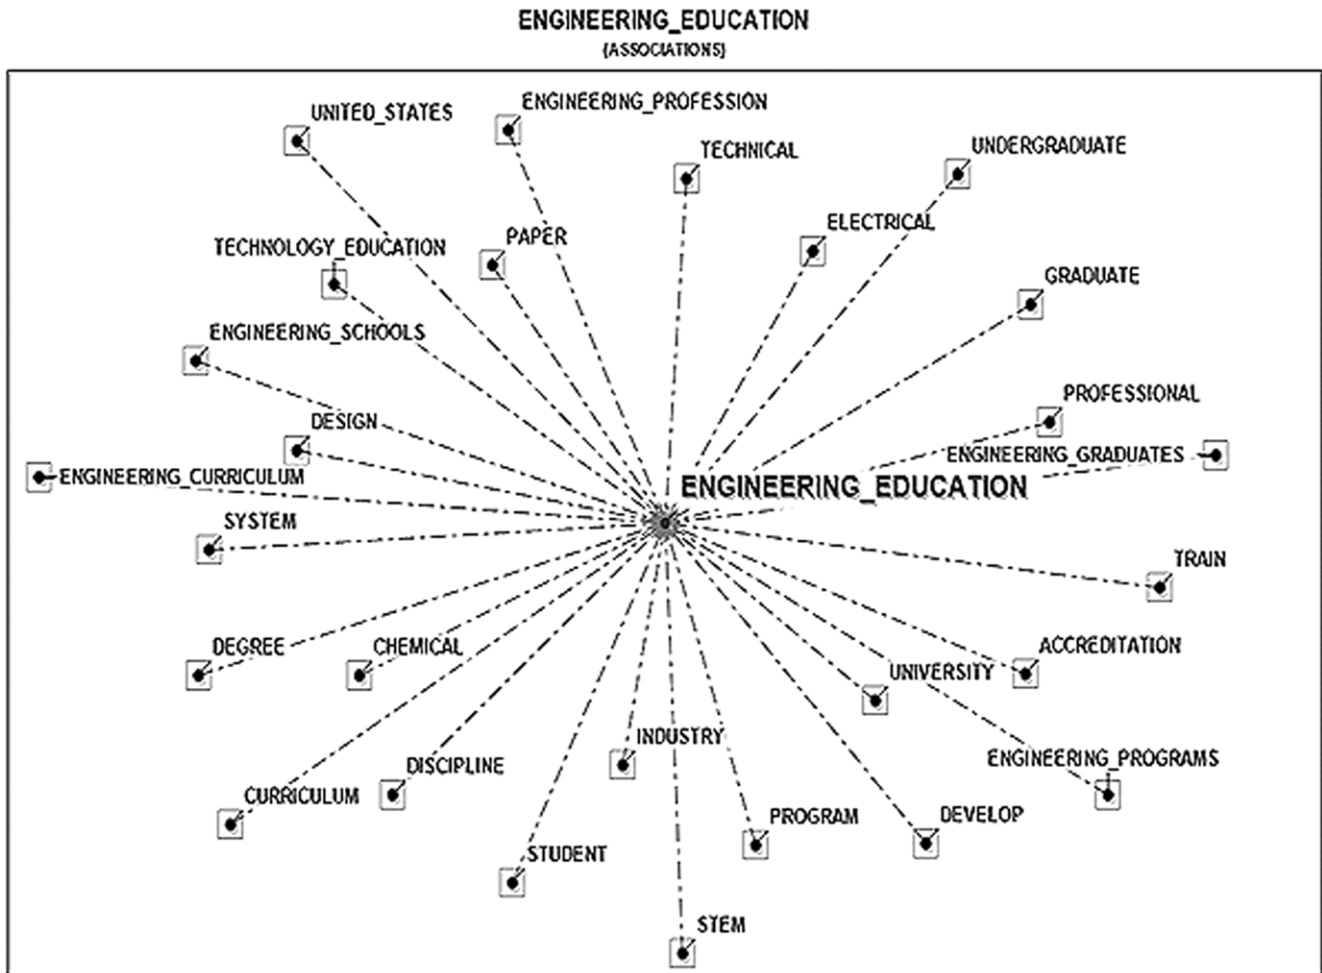 ENGINEERING_EDUCATION
(ASSOCIATIONS)
UNITED_STATES
ENGINEERING_PROFESSION
TECHNICAL
UNDERGRADUATE
ELECTRICAL
PAPER
TECHNOLOGY_EDUCATION
GRADUATE
ENGINEERING_SCHOOLS
PROFESSIONAL
DESIGN
ENGINEERING_GRADUATES
ENGINEERING_CURRICULUM
ENGINEERING_EDUCATION
SYSTEM
TRAIN
DEGREE
CHEMICAL
ACCREDITATION
UNIVERSITY
INDUSTRY
ENGINEERING_PROGRAMS
DISCIPLINE
CURRICULUM
PROGRAM
DEVELOP
STUDENT
STEM